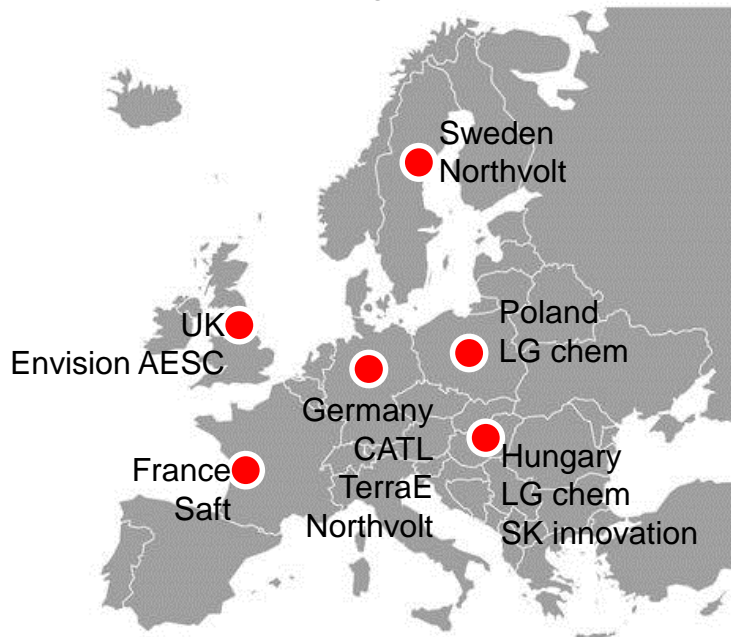 Sweden
Northvolt
UK
Envision AESC
Poland
LG chem
Germany
CATL
TerraE
Northvolt
France
Saft
Hungary
LG chem
SK innovation